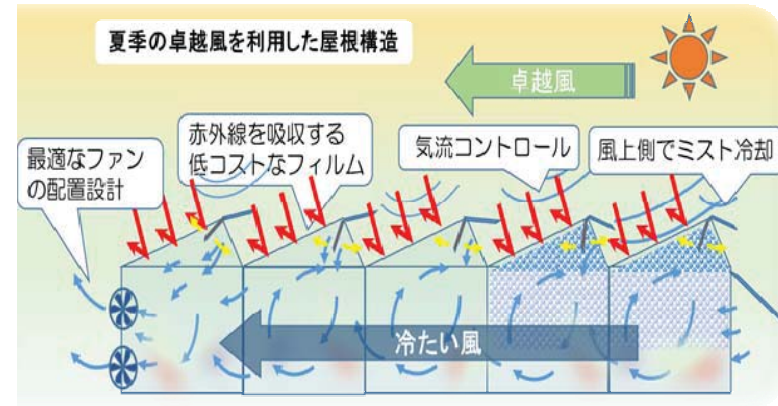 夏季の卓越風を利用した屋根構造
卓越風
赤外線を吸収する
低コストなフィルム
気流コントロール
風上側でミスト冷却
最適なファン
の配置設計
冷たい風